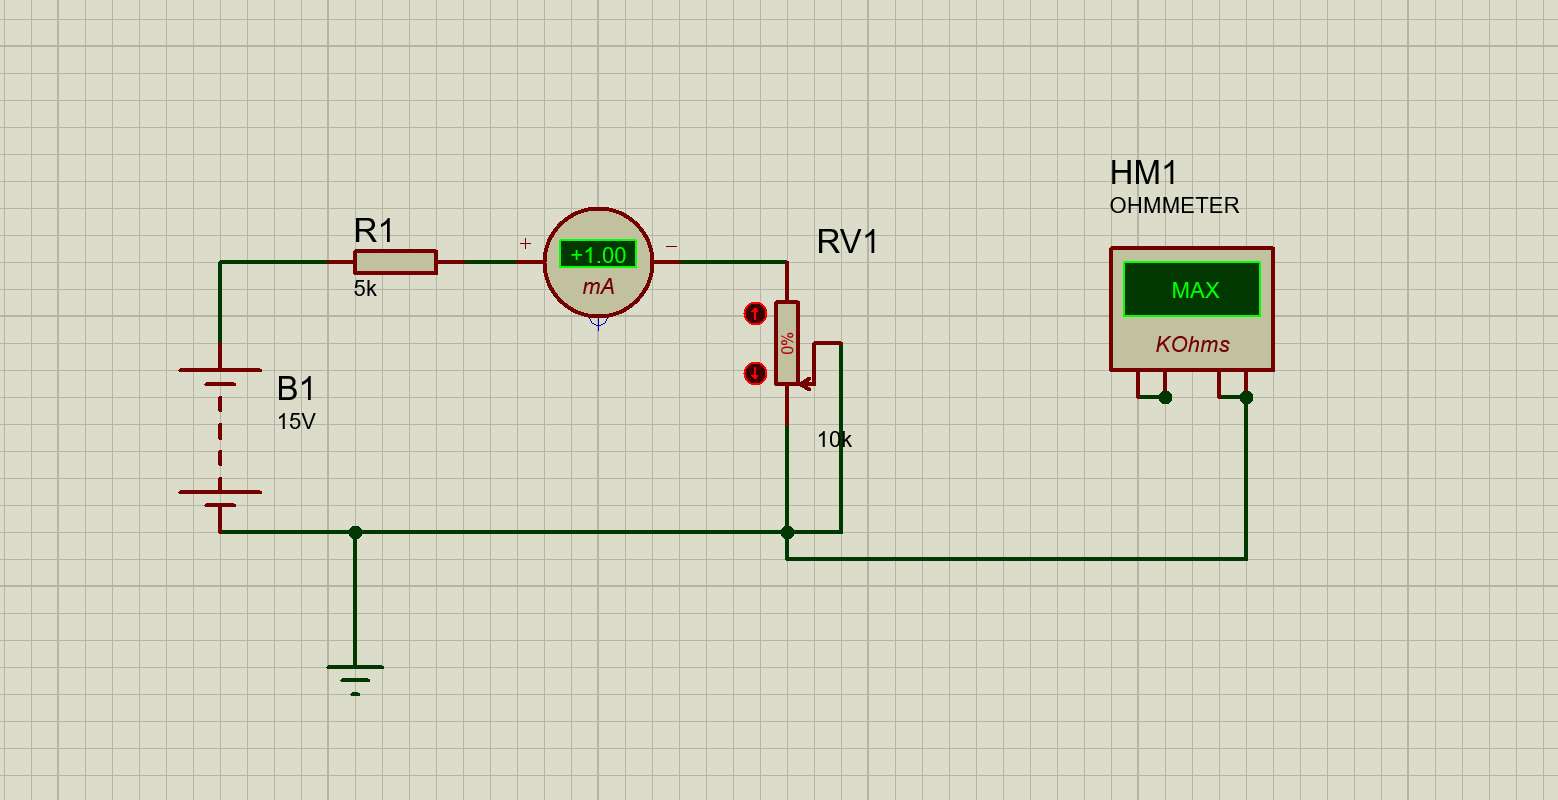 HM1
OHMMETER
R1
5k
+
+1.00
mA
−
RV1
MAX
KOhms
0%
B1
15V
10k